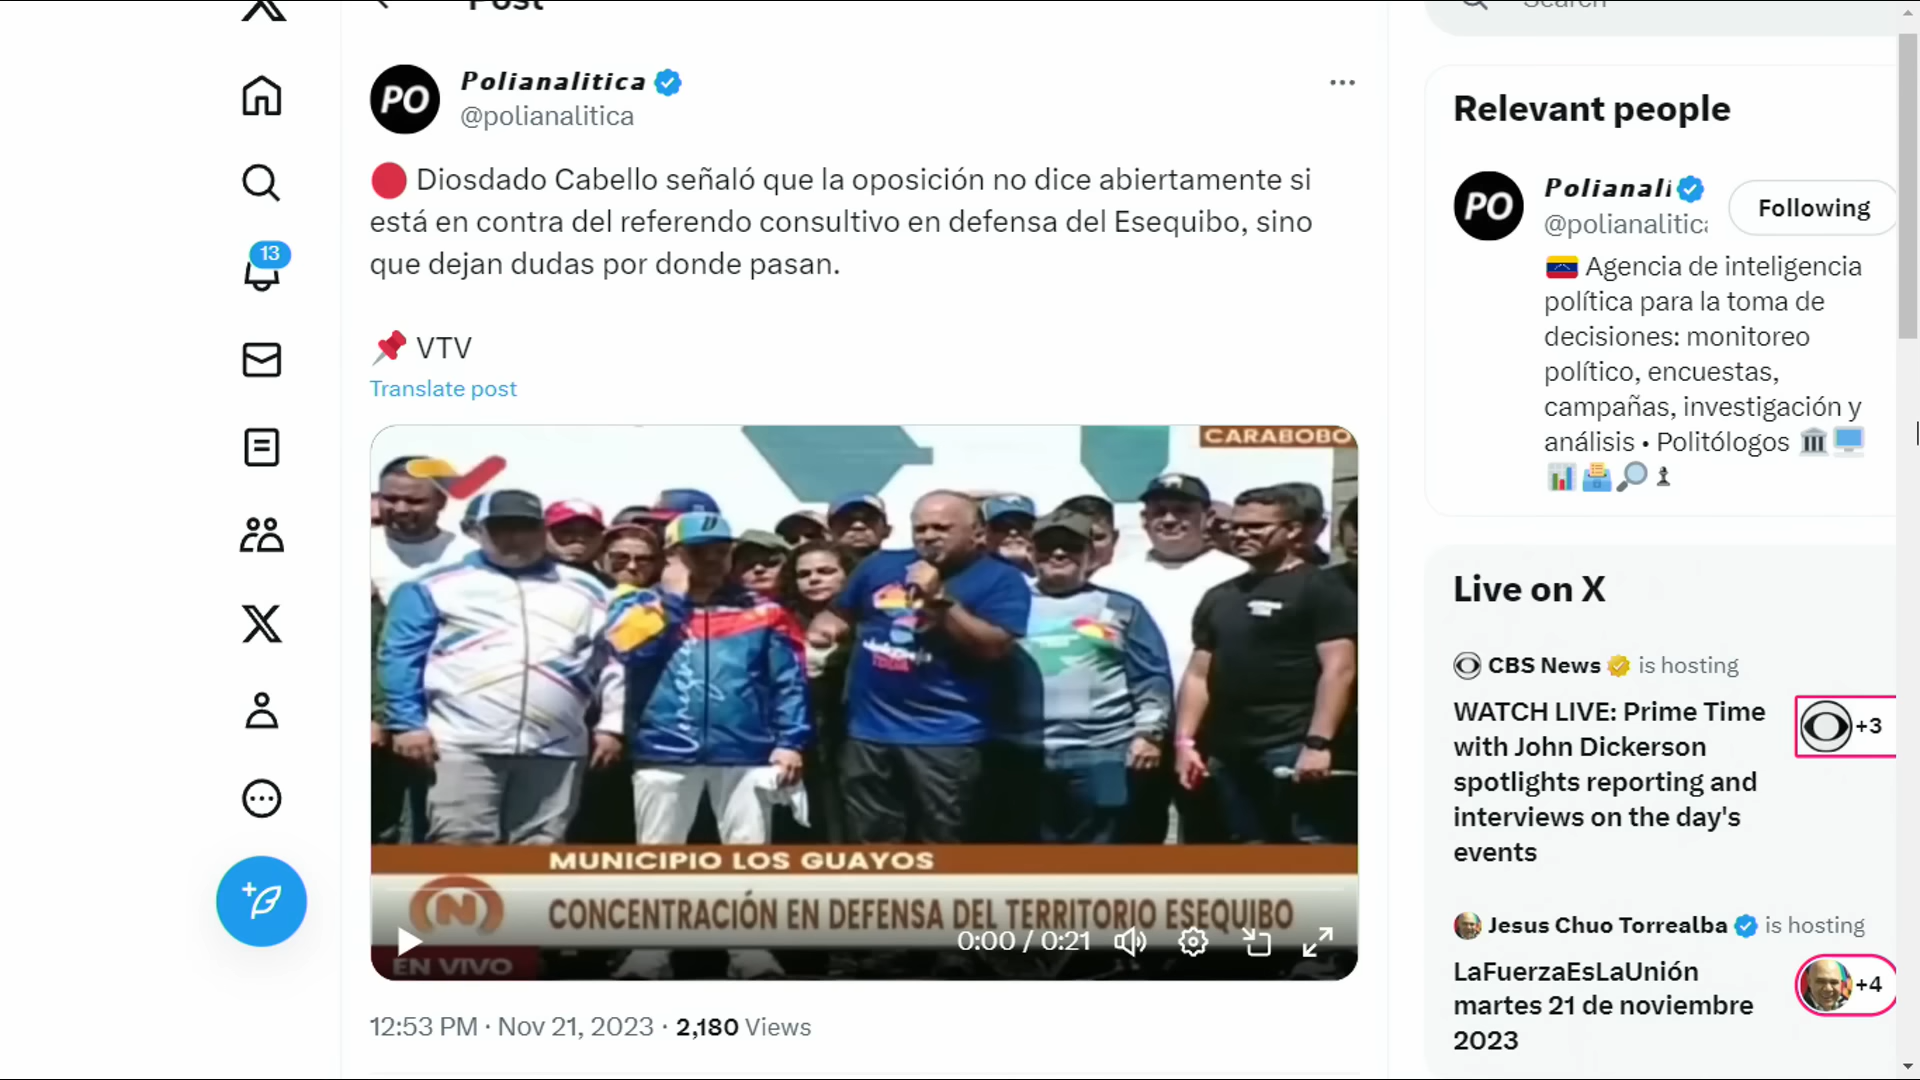 Post
Search
PO
Polianalitica
@polianalitica
Diosdado Cabello señaló que la oposición no dice abiertamente si
está en contra del referendo consultivo en defensa del Esequibo, sino
que dejan dudas por donde pasan.
VTV
Translate post
CARABOBO
MUNICIPIO LOS GUAYOS
N
CONCENTRACIÓN EN DEFENSA DEL TERRITORIO ESEQUIBO
0:00 / 0:21
EN VIVO
12:53 PM · Nov 21, 2023 · 2,180 Views
13
Relevant people
PO
Polianali
@polianalitic
Following
Agencia de inteligencia
política para la toma de
decisiones: monitoreo
político, encuestas,
campañas, investigación y
análisis • Politólogos
Live on X
CBS News is hosting
WATCH LIVE: Prime Time
with John Dickerson
spotlights reporting and
interviews on the day's
events
+3
Jesus Chuo Torrealba is hosting
LaFuerzaEsLaUnión
martes 21 de noviembre
2023
+4